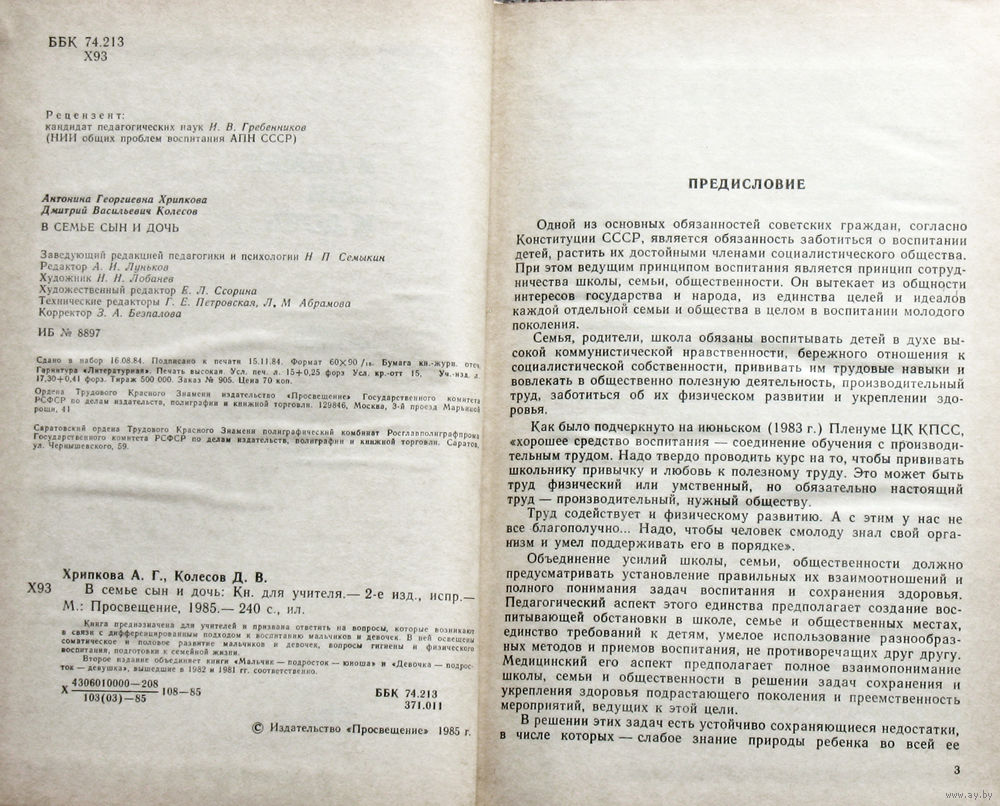 ББК 74.213
Х93
Рецензент:
кандидат педагогических наук И. В. Гребенников
(НИИ общих проблем воспитания АПН СССР)
Антонина Георгиевна Хрипкова
Дмитрий Васильевич Колесов
В СЕМЬЕ СЫН И ДОЧЬ
Заведующий редакцией педагогики и психологии Н П Семыкин
Редактор А. И. Луньков
Художник Н. Н. Лобанев
Художественный редактор Е. Л. Ссорина
Технические редакторы Г. Е. Петровская, Л, М Абрамова
Корректор З. А. Безпалова
ИБ № 8897
Сдано в набор 16.08.84. Подписано к печати 15.11.84. Формат 60×90 /₁₆. Бумага кн.-журн. отеч
Гарнитура «Литературная». Печать высокая. Усл. печ. л. 15+0,25 форз Усл. кр.-отт 15, Уч.-изд. л
17,30+0,41 форз. Тираж 500 000. Заказ № 905. Цена 70 коп.
Ордена Трудового Красного Знамени издательство «Просвещение» Государственного комитета
РСФСР по делам издательств, полиграфии и книжной торговли. 129846, Москва, 3-й проезд Марьиной
рощи, 41
Саратовский ордена Трудового Красного Знамени полиграфический комбинат Росглавполиграфпрома
Государственного комитета РСФСР по делам издательств, полиграфии и книжной торговли. Саратов,
ул. Чернышевского, 59.
Хрипкова А. Г., Колесов Д. В.
Х93 В семье сын и дочь: Кн. для учителя.— 2-е изд., испр.—
М.: Просвещение, 1985.— 240 с., ил.
Книга предназначена для учителей и призвана ответить на вопросы, которые возникают
в связи с дифференцированным подходом к воспитанию мальчиков и девочек. В ней освещены
соматическое и половое развитие мальчиков и девочек, вопросы гигиены и физического
воспитания, подготовки к семейной жизни.
Второе издание объединяет книги «Мальчик — подросток — юноша» и «Девочка — подрос-
ток — девушка», вышедшие в 1982 и 1981 гг. соответственно.
Х 4306010000—208
103(03)—85 108—85
ББК 74.213
371.011
© Издательство «Просвещение» 1985 г.
ПРЕДИСЛОВИЕ
Одной из основных обязанностей советских граждан, согласно
Конституции СССР, является обязанность заботиться о воспитании
детей, растить их достойными членами социалистического общества.
При этом ведущим принципом воспитания является принцип сотруд-
ничества школы, семьи, общественности. Он вытекает из общности
интересов государства и народа, из единства целей и идеалов
каждой отдельной семьи и общества в целом в воспитании молодого
поколения.
Семья, родители, школа обязаны воспитывать детей в духе вы-
сокой коммунистической нравственности, бережного отношения к
социалистической собственности, прививать им трудовые навыки и
вовлекать в общественно полезную деятельность, производительный
труд, заботиться об их физическом развитии и укреплении здо-
ровья.
Как было подчеркнуто на июньском (1983 г.) Пленуме ЦК КПСС,
«хорошее средство воспитания — соединение обучения с производи-
тельным трудом. Надо твердо проводить курс на то, чтобы прививать
школьнику привычку и любовь к полезному труду. Это может быть
труд физический или умственный, но обязательно настоящий
труд — производительный, нужный обществу.
Труд содействует и физическому развитию. А с этим у нас не
все благополучно... Надо, чтобы человек смолоду знал свой орга-
низм и умел поддерживать его в порядке».
Объединение усилий школы, семьи, общественности должно
предусматривать установление правильных их взаимоотношений и
полного понимания задач воспитания и сохранения здоровья.
Педагогический аспект этого единства предполагает создание вос-
питывающей обстановки в школе, семье и общественных местах,
единство требований к детям, умелое использование разнообраз-
ных методов и приемов воспитания, не противоречащих друг другу.
Медицинский его аспект предполагает полное взаимопонимание
школы, семьи и общественности в решении задач сохранения и
укрепления здоровья подрастающего поколения и преемственность
мероприятий, ведущих к этой цели.
В решении этих задач есть устойчиво сохраняющиеся недостатки,
в числе которых — слабое знание природы ребенка во всей ее
3
www.ay.by